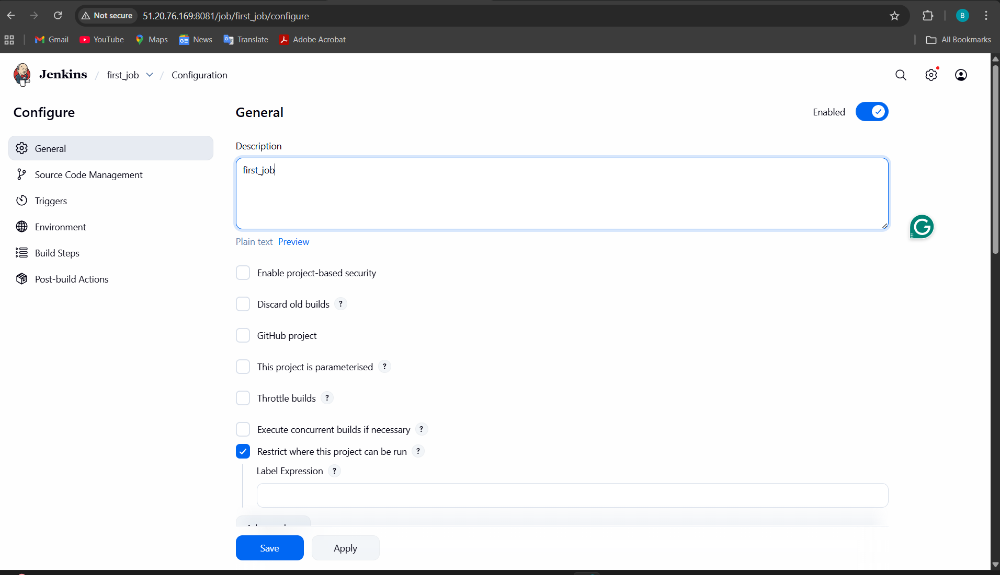 Not secure 51.20.76.169:8081/job/first_job/configure B
Gmail YouTube Maps News Translate Adobe Acrobat All Bookmarks
Jenkins / first_job / Configuration
Configure
General
Source Code Management
Triggers
Environment
Build Steps
Post-build Actions
General
Enabled
Description
first_job
Plain text Preview
Enable project-based security
Discard old builds ?
GitHub project
This project is parameterised ?
Throttle builds ?
Execute concurrent builds if necessary ?
Restrict where this project can be run ?
Label Expression ?
Save Apply